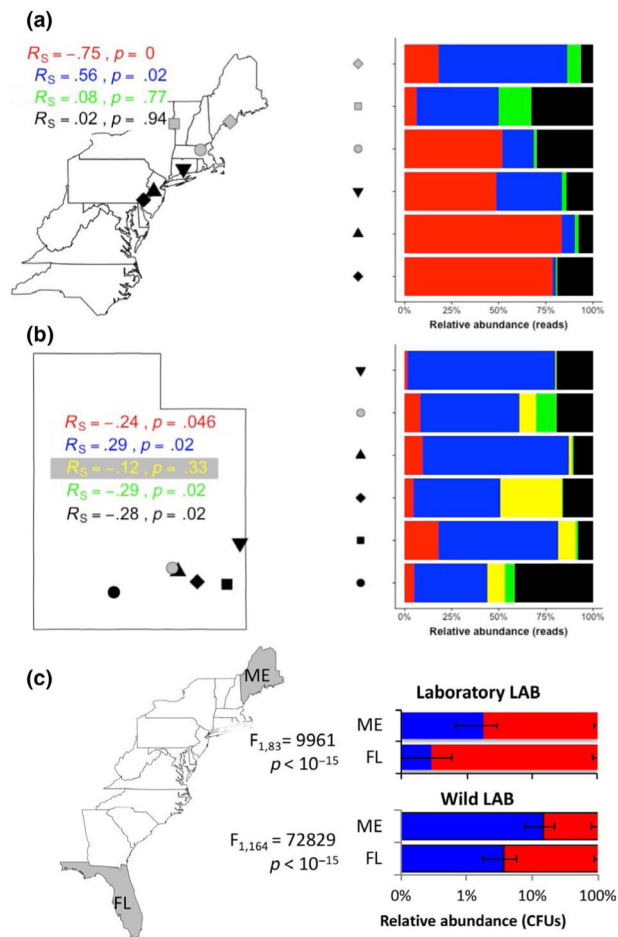 (a)
R_S = −.75 , p = 0
R_S = .56 , p = .02
R_S = .08 , p = .77
R_S = .02 , p = .94
0% 25% 50% 75% 100%
Relative abundance (reads)
(b)
R_S = −.24 , p = .046
R_S = .29 , p = .02
R_S = −.12 , p = .33
R_S = −.29 , p = .02
R_S = −.28 , p = .02
0% 25% 50% 75% 100%
Relative abundance (reads)
(c)
ME
FL
F1,83 = 9961
p < 10⁻¹⁵
F1,164 = 72829
p < 10⁻¹⁵
Laboratory LAB
ME
FL
Wild LAB
ME
FL
0% 1% 10% 100%
Relative abundance (CFUs)